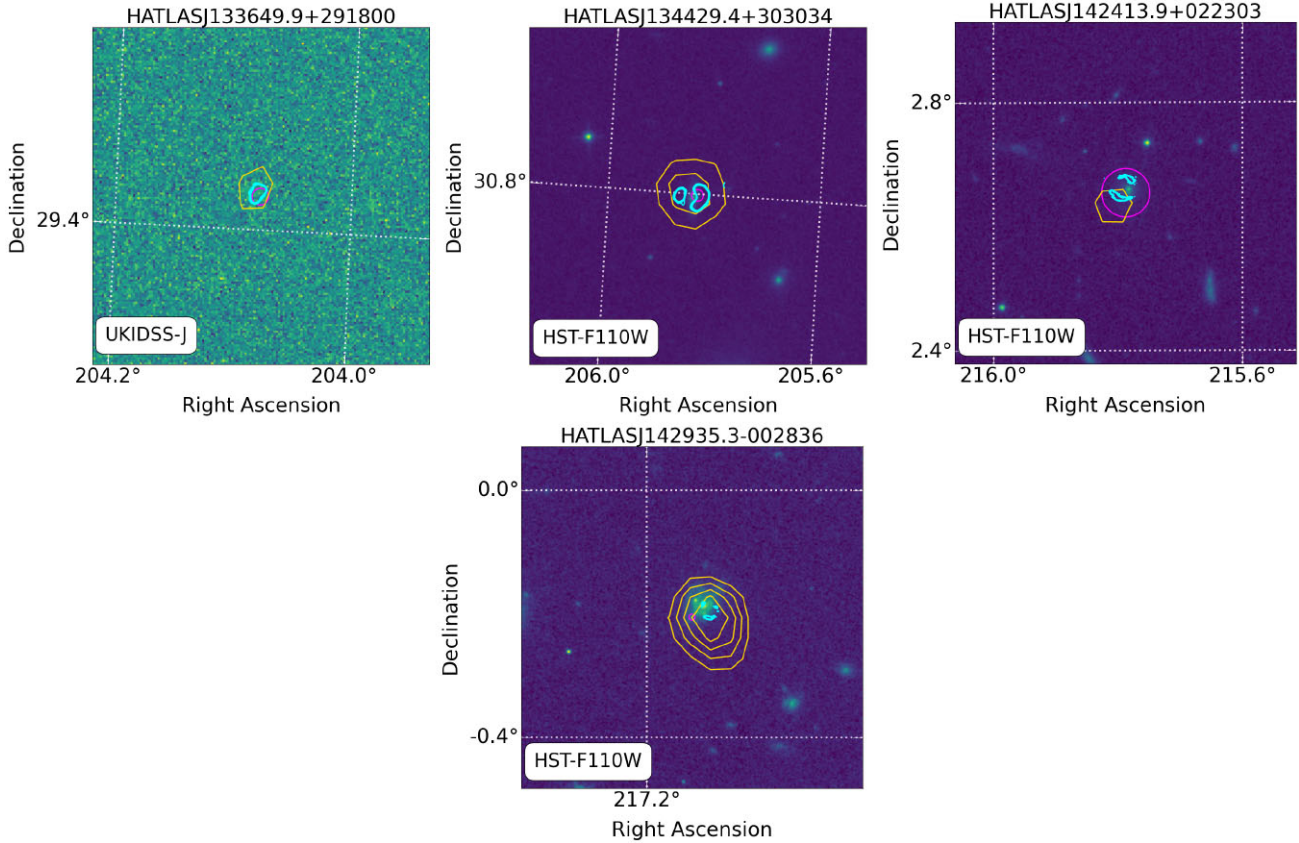 HATLASJ133649.9+291800
Declination
29.4°
UKIDSS-J
204.2°
204.0°
Right Ascension
HATLASJ134429.4+303034
Declination
30.8°
HST-F110W
206.0°
205.6°
Right Ascension
HATLASJ142413.9+022303
Declination
2.8°
2.4°
HST-F110W
216.0°
215.6°
Right Ascension
HATLASJ142935.3-002836
Declination
0.0°
-0.4°
HST-F110W
217.2°
Right Ascension